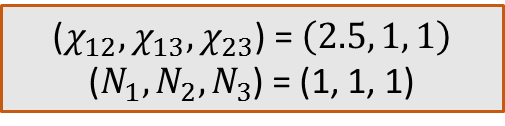 (χ₁₂, χ₁₃, χ₂₃) = (2.5, 1, 1)
(N₁, N₂, N₃) = (1, 1, 1)